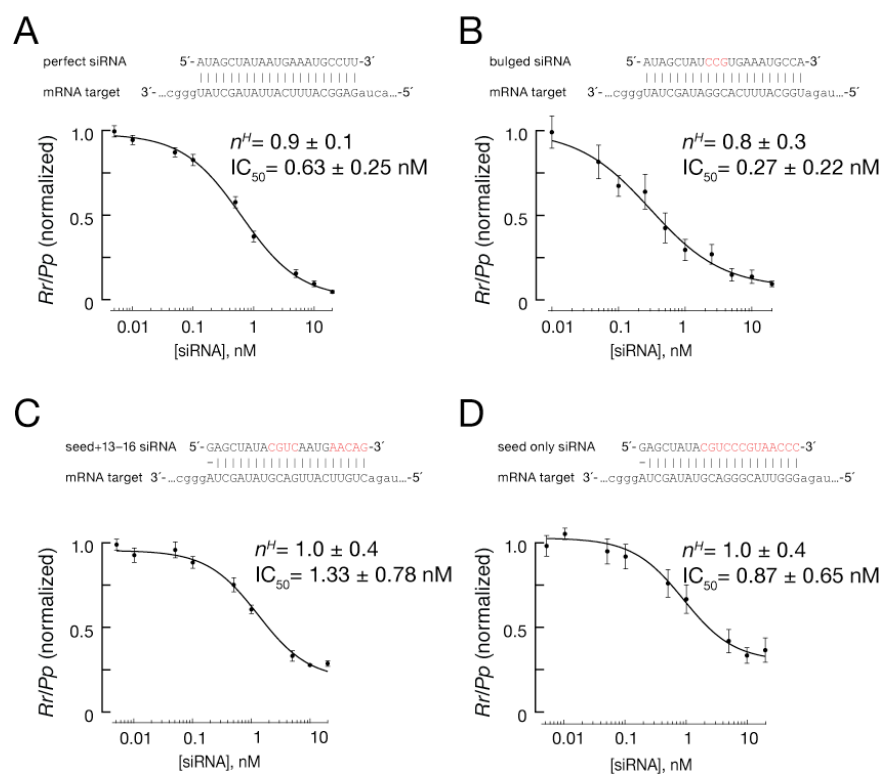 A
perfect siRNA 5´-AUAGCUAUAAUGAAAUGCCUU-3´
mRNA target 3´-…cgggUAUCGAUAUUACUUUACGGAGauca…-5´
nH= 0.9 ± 0.1
IC50= 0.63 ± 0.25 nM
Rr/Pp (normalized)
1.0
0.5
0
0.01 0.1 1 10
[siRNA], nM
B
bulged siRNA 5´-AUAGCUAUCCGUGAAAUGCCA-3´
mRNA target 3´-…cgggUAUCGAUAGGCACUUUACGGUagau…-5´
nH= 0.8 ± 0.3
IC50= 0.27 ± 0.22 nM
Rr/Pp (normalized)
1.0
0.5
0
0.01 0.1 1 10
[siRNA], nM
C
seed+13–16 siRNA 5´-GAGCUAUACGUCAAUGAACAG-3´
mRNA target 3´-…cgggAUCGAUAUGCAGUUACUUGUCagau…-5´
nH= 1.0 ± 0.4
IC50= 1.33 ± 0.78 nM
Rr/Pp (normalized)
1.0
0.5
0
0.01 0.1 1 10
[siRNA], nM
D
seed only siRNA 5´-GAGCUAUACGUCCCGUAACCC-3´
mRNA target 3´-…cgggAUCGAUAUGCAGGGCAUUGGGagau…-5´
nH= 1.0 ± 0.4
IC50= 0.87 ± 0.65 nM
Rr/Pp (normalized)
1.0
0.5
0
0.01 0.1 1 10
[siRNA], nM